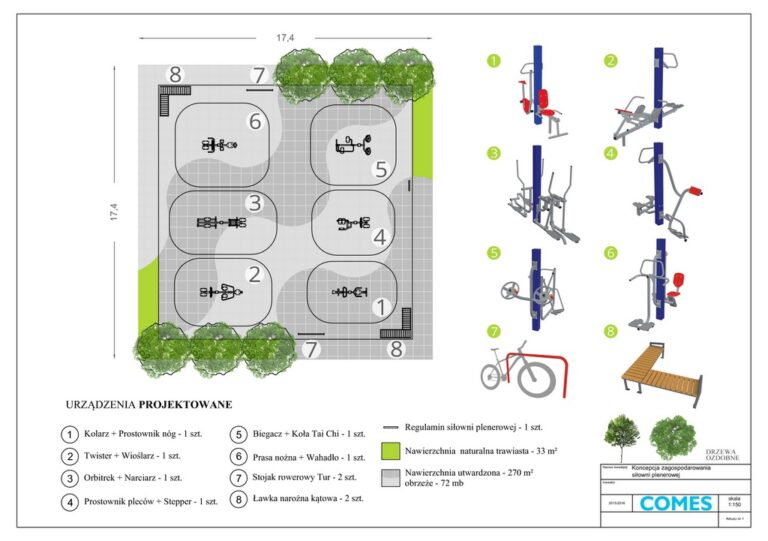 17,4
17,4
8
7
6
5
3
4
2
1
7
8
1
2
3
4
5
6
7
8
URZĄDZENIA PROJEKTOWANE
1 Kolarz + Prostownik nóg - 1 szt.
2 Twister + Wioślarz - 1 szt.
3 Orbitrek + Narciarz - 1 szt.
4 Prostownik pleców + Stepper - 1 szt.
5 Biegacz + Koła Tai Chi - 1 szt.
6 Prasa nożna + Wahadło - 1 szt.
7 Stojak rowerowy Tur - 2 szt.
8 Ławka narożna kątowa - 2 szt.
Regulamin siłowni plenerowej - 1 szt.
Nawierzchnia naturalna trawiasta - 33 m²
Nawierzchnia utwardzona - 270 m²
obrzeże - 72 mb
DRZEWA
OZDOBNE
Koncepcja zagospodarowania
siłowni plenerowej
COMES
skala
1:150